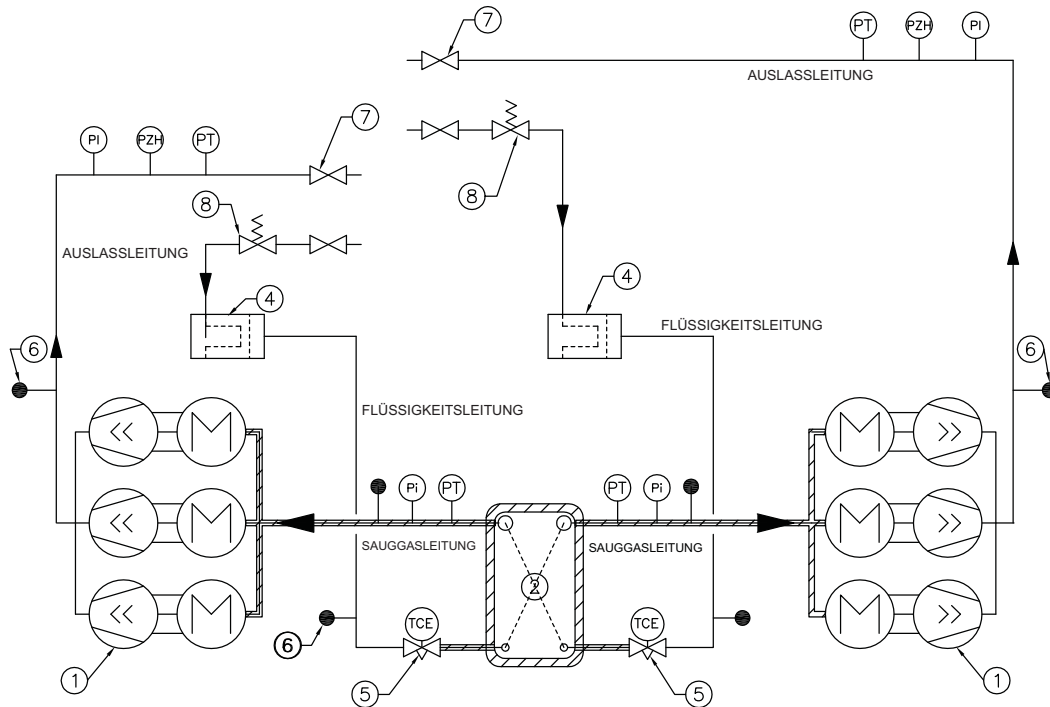 7
PT
PZH
PI
AUSLASSLEITUNG
7
PI
PZH
PT
8
8
AUSLASSLEITUNG
4
4
FLÜSSIGKEITSLEITUNG
6
6
FLÜSSIGKEITSLEITUNG
<< M
M >>
Pi
PT
PT
Pi
<< M
M >>
SAUGGASLEITUNG
SAUGGASLEITUNG
2
<< M
M >>
6
TCE
TCE
1
5
5
1